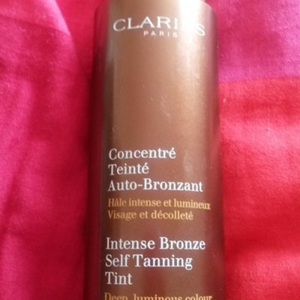 CLARINS
PARIS
Concentré
Teinté
Auto-Bronzant
Hâle intense et lumineux
Visage et décolleté
Intense Bronze
Self Tanning
Tint
Deep, luminous colour